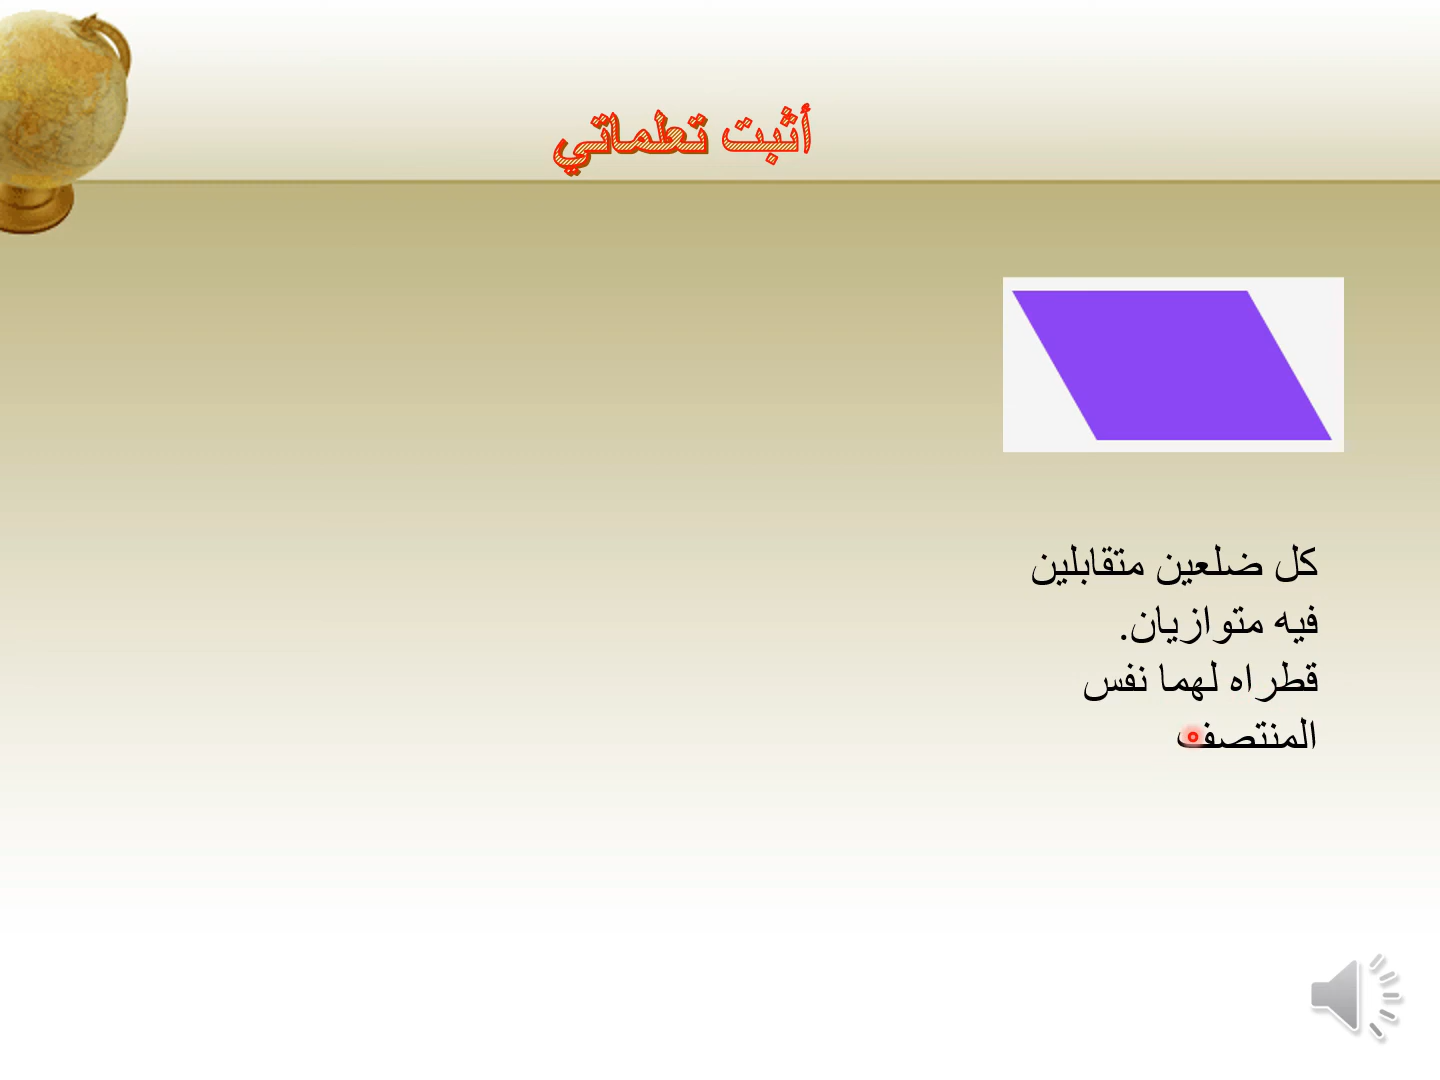 أثبت تعلماتي
كل ضلعين متقابلين
فيه متوازيان.
قطراه لهما نفس
المنتصف